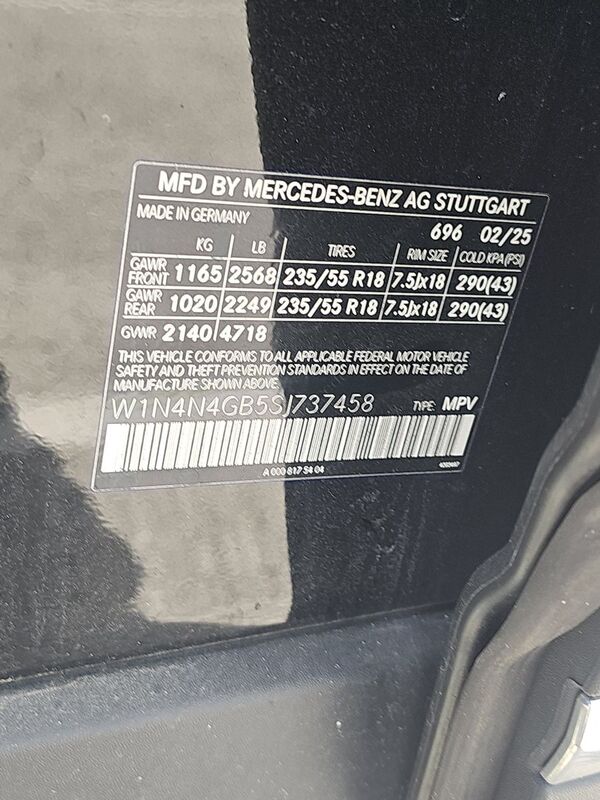 MFD BY MERCEDES-BENZ AG STUTTGART
MADE IN GERMANY 696 02/25
KG LB TIRES RIM SIZE COLD KPA (PSI)
GAWR FRONT 1165 2568 235/55 R18 7.5Jx18 290(43)
GAWR REAR 1020 2249 235/55 R18 7.5Jx18 290(43)
GVWR 2140 4718
THIS VEHICLE CONFORMS TO ALL APPLICABLE FEDERAL MOTOR VEHICLE
SAFETY AND THEFT PREVENTION STANDARDS IN EFFECT ON THE DATE OF
MANUFACTURE SHOWN ABOVE.
W1N4N4GB5SJ737458 TYPE: MPV
A 000 817 54 04